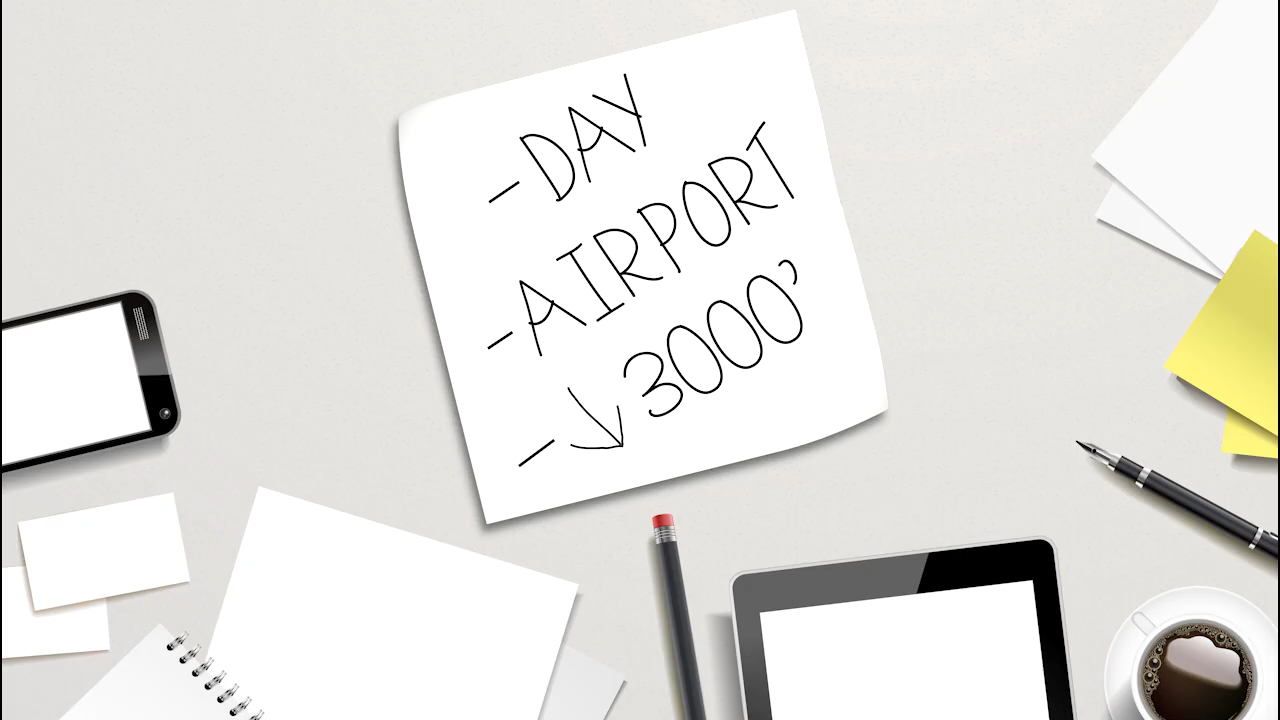 - DAY
- AIRPORT
- ↓ 3000'